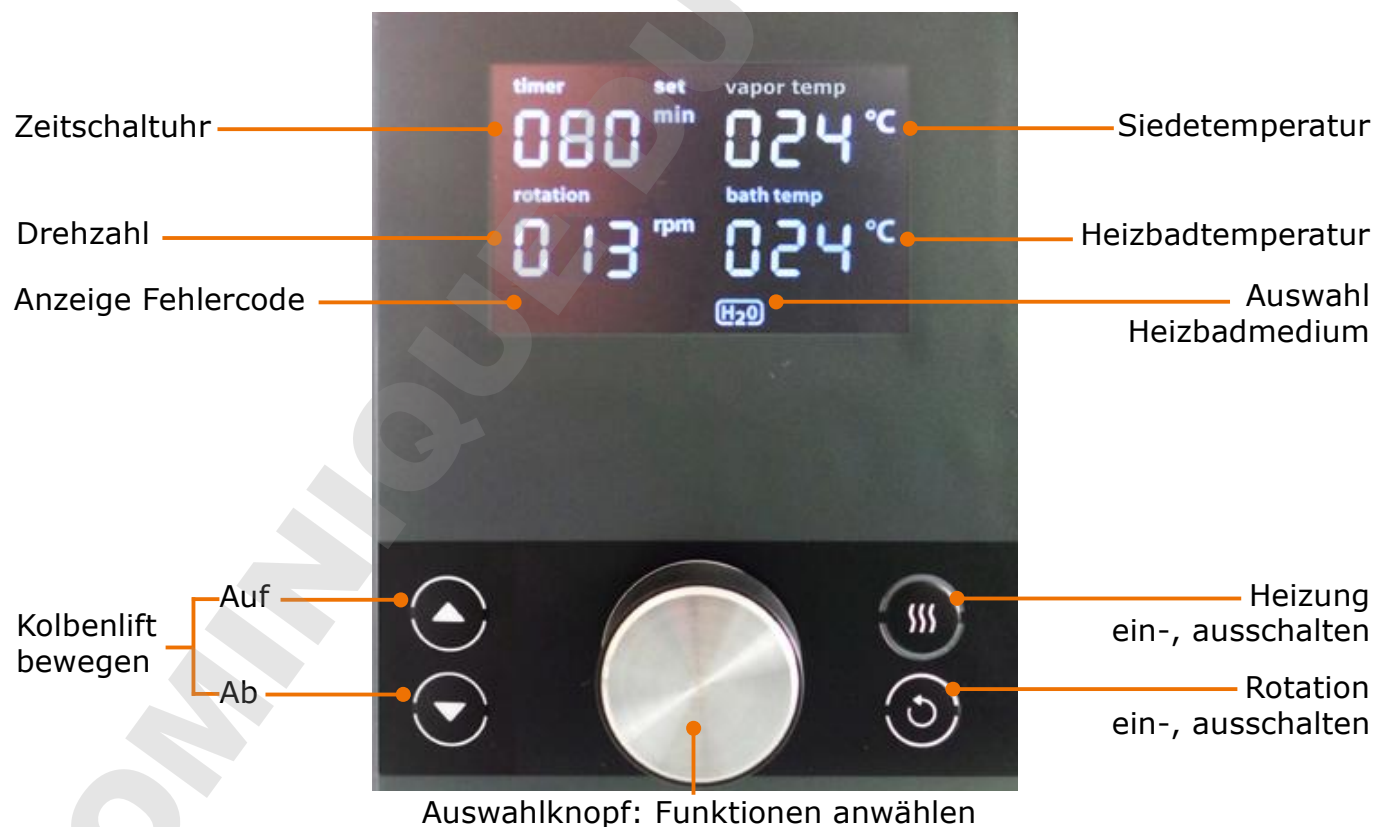 timer set vapor temp
080 min 024 °C
rotation bath temp
013 rpm 024 °C
H20
Zeitschaltuhr
Drehzahl
Anzeige Fehlercode
Siedetemperatur
Heizbadtemperatur
Auswahl
Heizbadmedium
Kolbenlift
bewegen
Auf
Ab
Heizung
ein-, ausschalten
Rotation
ein-, ausschalten
Auswahlknopf: Funktionen anwählen